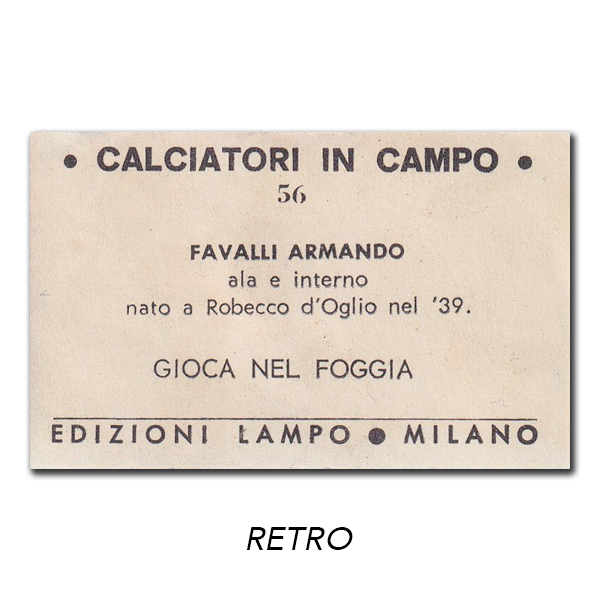 • CALCIATORI IN CAMPO •
56
FAVALLI ARMANDO
ala e interno
nato a Robecco d'Oglio nel '39.
GIOCA NEL FOGGIA
EDIZIONI LAMPO ● MILANO
RETRO